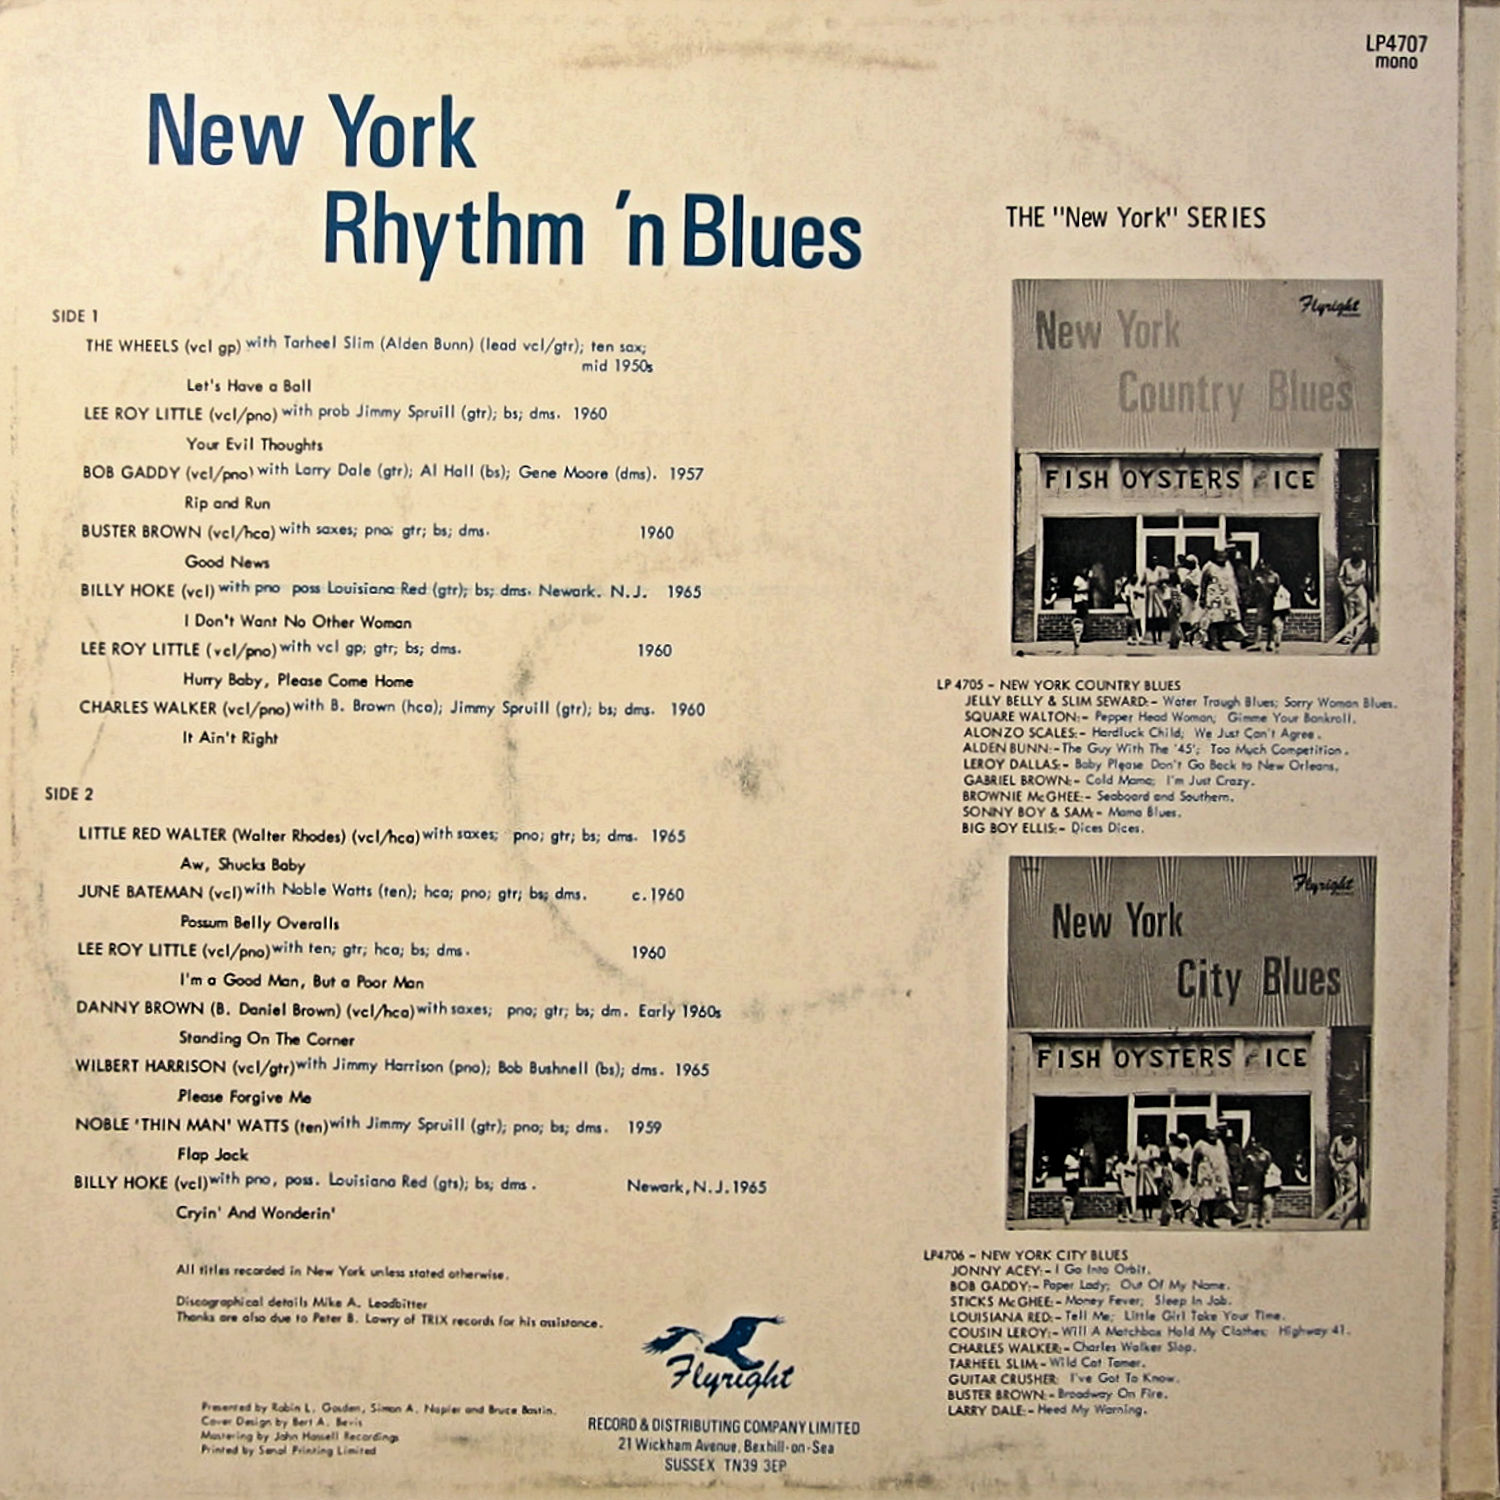 LP4707
mono
New York
Rhythm 'n Blues
SIDE 1
THE WHEELS (vcl gp) with Tarheel Slim (Alden Bunn) (lead vcl/gtr); ten sax;
mid 1950s
Let's Have a Ball
LEE ROY LITTLE (vcl/pno) with prob Jimmy Spruill (gtr); bs; dms. 1960
Your Evil Thoughts
BOB GADDY (vcl/pno) with Larry Dale (gtr); Al Hall (bs); Gene Moore (dms). 1957
Rip and Run
BUSTER BROWN (vcl/hca) with saxes; pno; gtr; bs; dms. 1960
Good News
BILLY HOKE (vcl) with pno poss Louisiana Red (gtr); bs; dms. Newark. N.J. 1965
I Don't Want No Other Woman
LEE ROY LITTLE (vcl/pno) with vcl gp; gtr; bs; dms. 1960
Hurry Baby, Please Come Home
CHARLES WALKER (vcl/pno) with B. Brown (hca); Jimmy Spruill (gtr); bs; dms. 1960
It Ain't Right
SIDE 2
LITTLE RED WALTER (Walter Rhodes) (vcl/hca) with saxes; pno; gtr; bs; dms. 1965
Aw, Shucks Baby
JUNE BATEMAN (vcl) with Noble Watts (ten); hca; pno; gtr; bs; dms. c.1960
Possum Belly Overalls
LEE ROY LITTLE (vcl/pno) with ten; gtr; hca; bs; dms. 1960
I'm a Good Man, But a Poor Man
DANNY BROWN (B. Daniel Brown) (vcl/hca) with saxes; pno; gtr; bs; dm. Early 1960s
Standing On The Corner
WILBERT HARRISON (vcl/gtr) with Jimmy Harrison (pno); Bob Bushnell (bs); dms. 1965
Please Forgive Me
NOBLE 'THIN MAN' WATTS (ten) with Jimmy Spruill (gtr); pno; bs; dms. 1959
Flap Jack
BILLY HOKE (vcl) with pno, poss. Louisiana Red (gts); bs; dms. Newark, N.J. 1965
Cryin' And Wonderin'
All titles recorded in New York unless stated otherwise.
Discographical details Mike A. Leadbitter
Thanks are also due to Peter B. Lowry of TRIX records for his assistance.
Presented by Robin L. Gosden, Simon A. Napier and Bruce Bastin.
Cover Design by Bert A. Bevis
Mastering by John Hassell Recordings
Printed by Senol Printing Limited
Flyright
RECORD & DISTRIBUTING COMPANY LIMITED
21 Wickham Avenue, Bexhill-on-Sea
SUSSEX TN39 3EP
THE "New York" SERIES
Flyright
New York
Country Blues
FISH OYSTERS ICE
LP 4705 - NEW YORK COUNTRY BLUES
JELLY BELLY & SLIM SEWARD:- Water Trough Blues; Sorry Woman Blues.
SQUARE WALTON:- Pepper Head Woman; Gimme Your Bankroll.
ALONZO SCALES:- Hardluck Child; We Just Can't Agree.
ALDEN BUNN:- The Guy With The '45'; Too Much Competition.
LEROY DALLAS:- Baby Please Don't Go Back to New Orleans.
GABRIEL BROWN:- Cold Mama; I'm Just Crazy.
BROWNIE McGHEE:- Seaboard and Southern.
SONNY BOY & SAM:- Mama Blues.
BIG BOY ELLIS:- Dices Dices.
Flyright
New York
City Blues
FISH OYSTERS ICE
LP4706 - NEW YORK CITY BLUES
JONNY ACEY:- I Go Into Orbit.
BOB GADDY:- Paper Lady; Out Of My Name.
STICKS McGHEE:- Money Fever; Sleep In Job.
LOUISIANA RED:- Tell Me; Little Girl Take Your Time.
COUSIN LEROY:- Will A Matchbox Hold My Clothes; Highway 41.
CHARLES WALKER:- Charles Walker Slop.
TARHEEL SLIM:- Wild Cat Tamer.
GUITAR CRUSHER: I've Got To Know.
BUSTER BROWN:- Broadway On Fire.
LARRY DALE:- Heed My Warning.